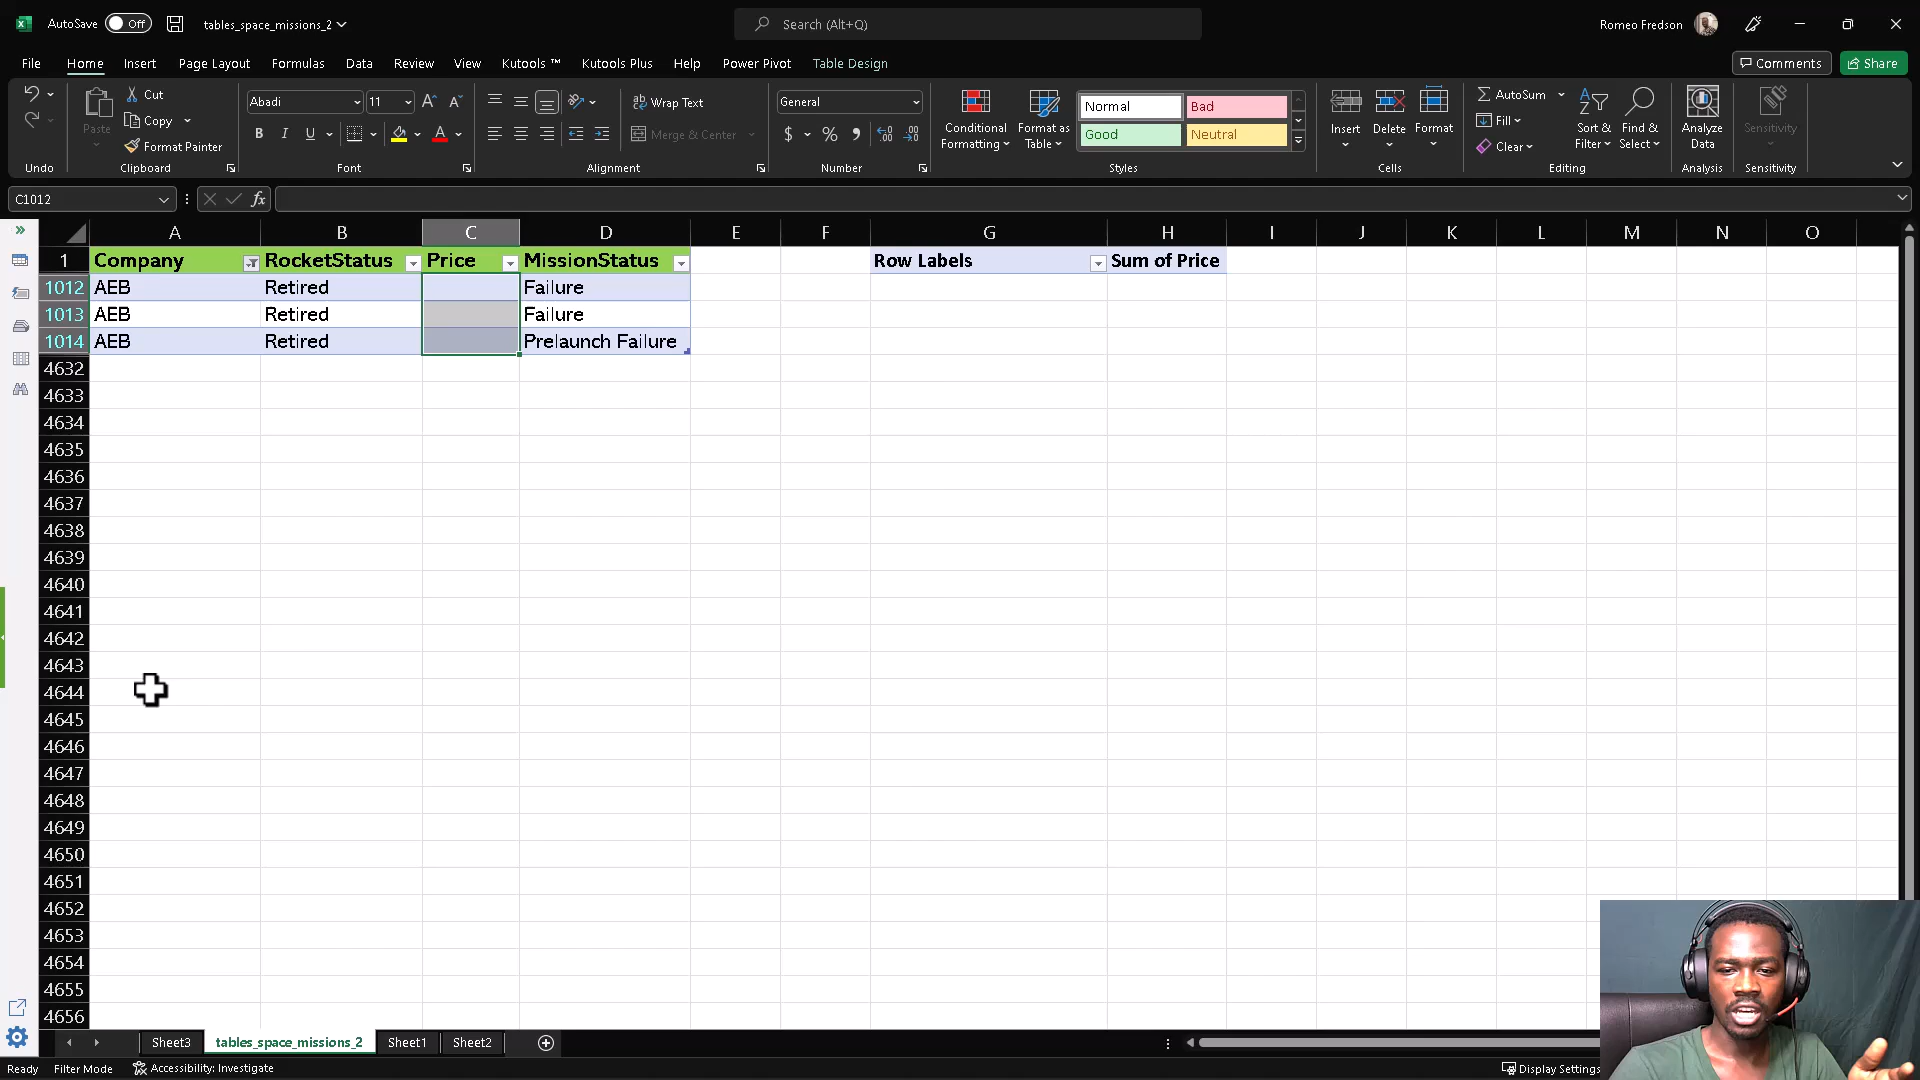 AutoSave Off tables_space_missions_2 Search (Alt+Q) Romeo Fredson
File Home Insert Page Layout Formulas Data Review View Kutools ™ Kutools Plus Help Power Pivot Table Design Comments Share
Cut Abadi 11 Wrap Text General Normal Bad AutoSum
Paste Copy Conditional Formatting Format as Table Insert Delete Format Fill Sort & Filter Find & Select Analyze Data Sensitivity
Format Painter B I U Merge & Center $ % Good Neutral Clear
Undo Clipboard Font Alignment Number Styles Cells Editing Analysis Sensitivity
C1012 fx
A B C D E F G H I J K L M N O
1 Company RocketStatus Price MissionStatus Row Labels Sum of Price
1012 AEB Retired Failure
1013 AEB Retired Failure
1014 AEB Retired Prelaunch Failure
4632
4633
4634
4635
4636
4637
4638
4639
4640
4641
4642
4643
4644
4645
4646
4647
4648
4649
4650
4651
4652
4653
4654
4655
4656
Sheet3 tables_space_missions_2 Sheet1 Sheet2
Ready Filter Mode Accessibility: Investigate Display Settings